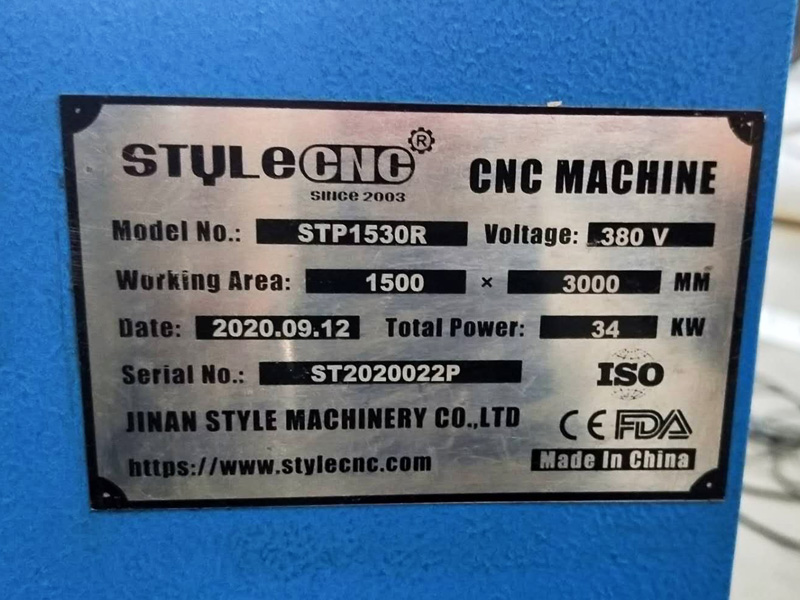 STYLECNC® CNC MACHINE
SINCE 2003
Model No.: STP1530R Voltage: 380 V
Working Area: 1500 × 3000 MM
Date: 2020.09.12 Total Power: 34 KW
Serial No.: ST2020022P ISO
JINAN STYLE MACHINERY CO.,LTD CE FDA
https://www.stylecnc.com Made In China